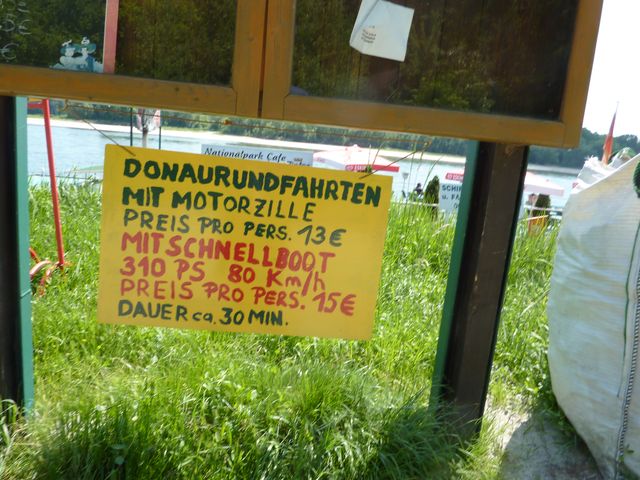 Nationalpark Cafe
DONAURUNDFAHRTEN
MIT MOTORZILLE
PREIS PRO PERS. 13€
MIT SCHNELLBOOT
310 PS 80 Km/h
PREIS PRO PERS. 15€
DAUER ca. 30 MIN.